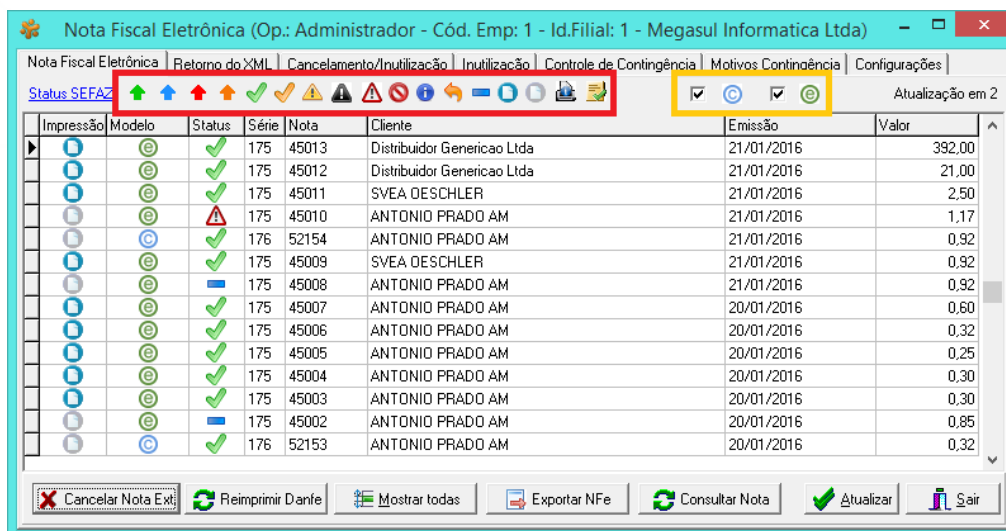 Nota Fiscal Eletrônica (Op.: Administrador - Cód. Emp: 1 - Id.Filial: 1 - Megasul Informatica Ltda)
Nota Fiscal Eletrônica Retorno do XML Cancelamento/Inutilização Inutilização Controle de Contingência Motivos Contingência Configurações
Status SEFAZ Atualização em 2
Impressão Modelo Status Série Nota Cliente Emissão Valor
e 175 45013 Distribuidor Genericao Ltda 21/01/2016 392,00
e 175 45012 Distribuidor Genericao Ltda 21/01/2016 21,00
e 175 45011 SVEA OESCHLER 21/01/2016 2,50
e 175 45010 ANTONIO PRADO AM 21/01/2016 1,17
C 176 52154 ANTONIO PRADO AM 21/01/2016 0,92
e 175 45009 SVEA OESCHLER 21/01/2016 0,92
e 175 45008 ANTONIO PRADO AM 21/01/2016 0,92
e 175 45007 ANTONIO PRADO AM 20/01/2016 0,60
e 175 45006 ANTONIO PRADO AM 20/01/2016 0,32
e 175 45005 ANTONIO PRADO AM 20/01/2016 0,25
e 175 45004 ANTONIO PRADO AM 20/01/2016 0,30
e 175 45003 ANTONIO PRADO AM 20/01/2016 0,30
e 175 45002 ANTONIO PRADO AM 20/01/2016 0,85
C 176 52153 ANTONIO PRADO AM 20/01/2016 0,32
Cancelar Nota Ext Reimprimir Danfe Mostrar todas Exportar NFe Consultar Nota Atualizar Sair